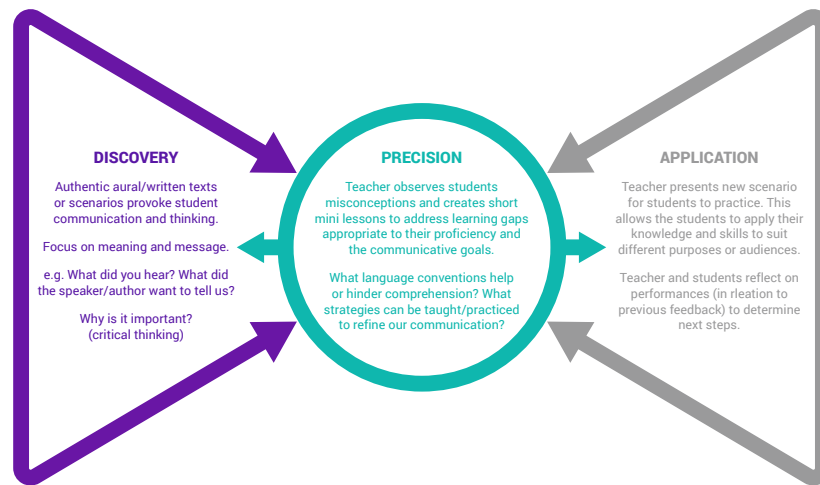 DISCOVERY
Authentic aural/written texts
or scenarios provoke student
communication and thinking.
Focus on meaning and message.
e.g. What did you hear? What did
the speaker/author want to tell us?
Why is it important?
(critical thinking)
PRECISION
Teacher observes students
misconceptions and creates short
mini lessons to address learning gaps
appropriate to their proficiency and
the communicative goals.
What language conventions help
or hinder comprehension? What
strategies can be taught/practiced
to refine our communication?
APPLICATION
Teacher presents new scenario
for students to practice. This
allows the students to apply their
knowledge and skills to suit
different purposes or audiences.
Teacher and students reflect on
performances (in rleation to
previous feedback) to determine
next steps.